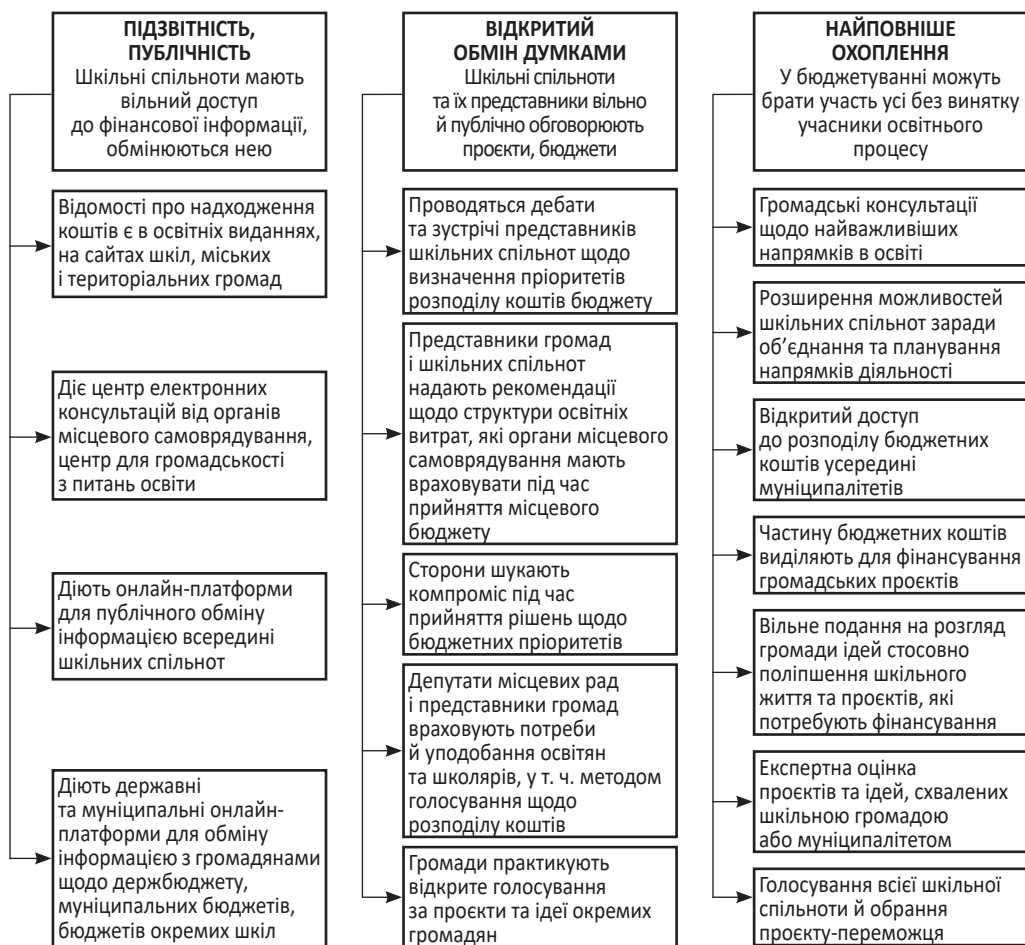 ПІДЗВІТНІСТЬ,
ПУБЛІЧНІСТЬ
Шкільні спільноти мають
вільний доступ
до фінансової інформації,
обмінюються нею
Відомості про надходження
коштів є в освітніх виданнях,
на сайтах шкіл, міських
і територіальних громад
Діє центр електронних
консультацій від органів
місцевого самоврядування,
центр для громадськості
з питань освіти
Діють онлайн-платформи
для публічного обміну
інформацією всередині
шкільних спільнот
Діють державні
та муніципальні онлайн-
платформи для обміну
інформацією з громадянами
щодо держбюджету,
муніципальних бюджетів,
бюджетів окремих шкіл
ВІДКРИТИЙ
ОБМІН ДУМКАМИ
Шкільні спільноти
та їх представники вільно
й публічно обговорюють
проєкти, бюджети
Проводяться дебати
та зустрічі представників
шкільних спільнот щодо
визначення пріоритетів
розподілу коштів бюджету
Представники громад
і шкільних спільнот
надають рекомендації
щодо структури освітніх
витрат, які органи місцевого
самоврядування мають
враховувати під час
прийняття місцевого
бюджету
Сторони шукають
компроміс під час
прийняття рішень щодо
бюджетних пріоритетів
Депутати місцевих рад
і представники громад
враховують потреби
й уподобання освітян
та школярів, у т. ч. методом
голосування щодо
розподілу коштів
Громади практикують
відкрите голосування
за проєкти та ідеї окремих
громадян
НАЙПОВНІШЕ
ОХОПЛЕННЯ
У бюджетуванні можуть
брати участь усі без винятку
учасники освітнього
процесу
Громадські консультації
щодо найважливіших
напрямків в освіті
Розширення можливостей
шкільних спільнот заради
об’єднання та планування
напрямків діяльності
Відкритий доступ
до розподілу бюджетних
коштів усередині
муніципалітетів
Частину бюджетних коштів
виділяють для фінансування
громадських проєктів
Вільне подання на розгляд
громади ідей стосовно
поліпшення шкільного
життя та проєктів, які
потребують фінансування
Експертна оцінка
проєктів та ідей, схвалених
шкільною громадою
або муніципалітетом
Голосування всієї шкільної
спільноти й обрання
проєкту-переможця